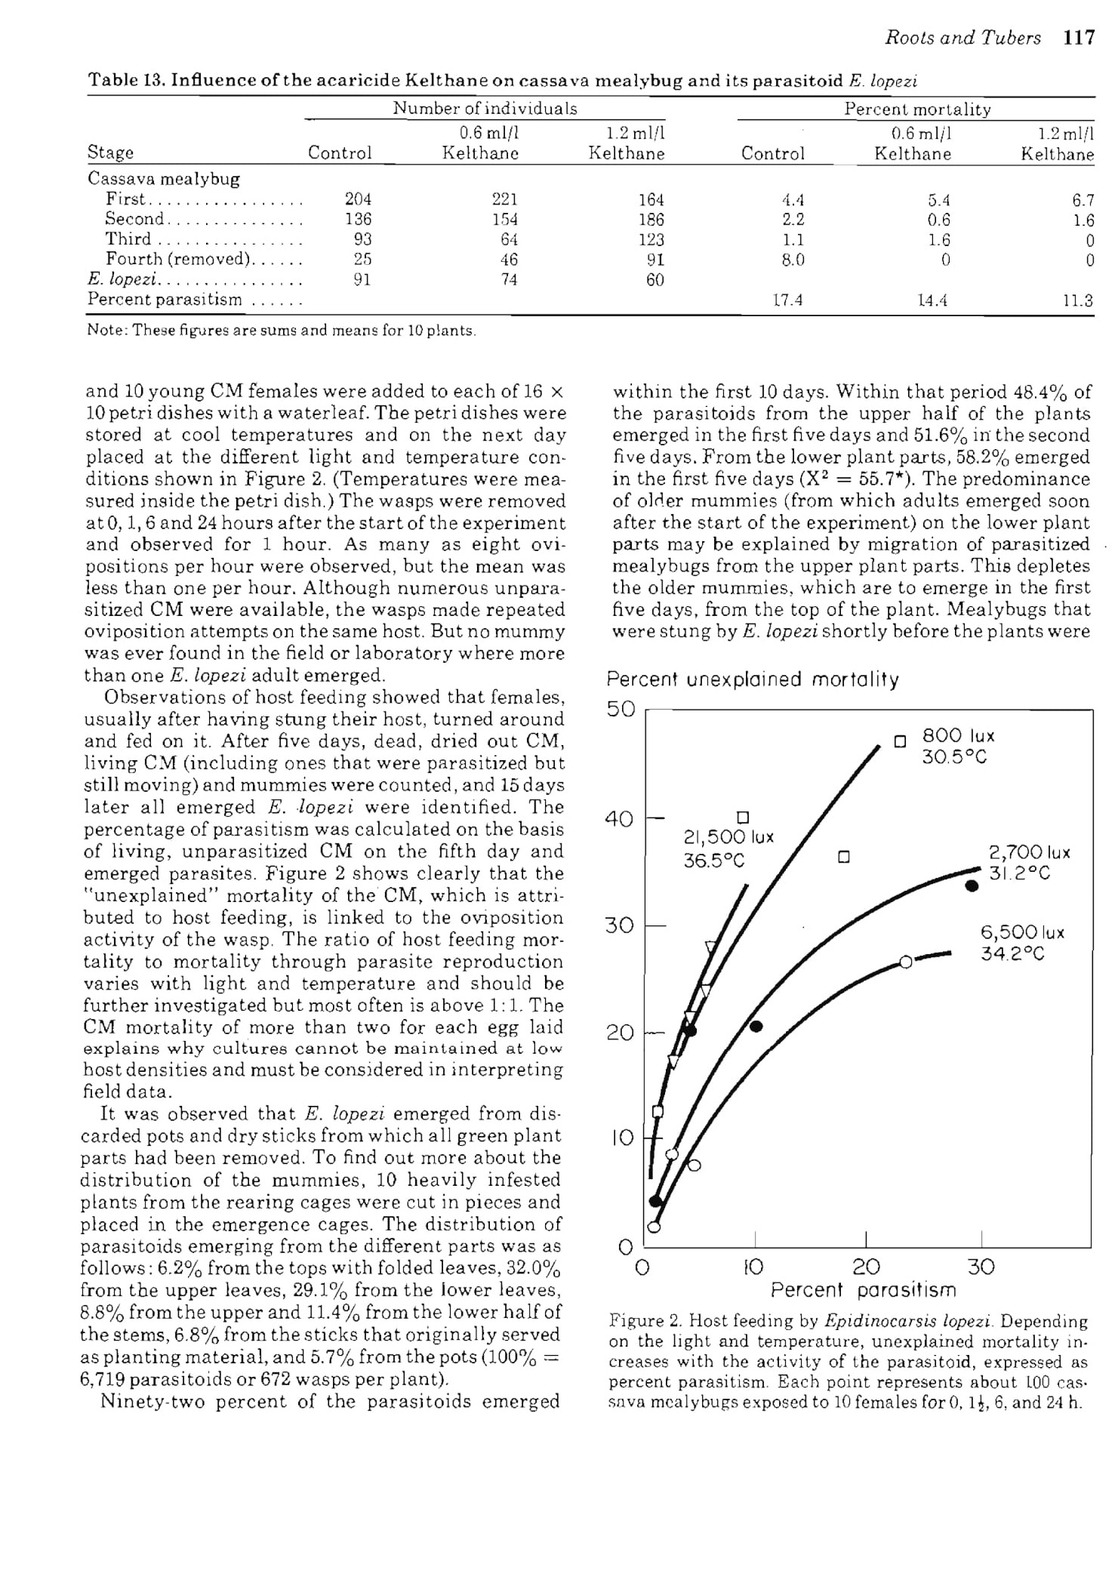 Roots and Tubers 117
Table 13. Influence of the acaricide Kelthane on cassava mealybug and its parasitoid E. lopezi
Number of individuals Percent mortality
0.6 ml/l 1.2 ml/l 0.6 ml/l 1.2 ml/l
Stage Control Kelthane Kelthane Control Kelthane Kelthane
Cassava mealybug
First................. 204 221 164 4.4 5.4 6.7
Second............... 136 154 186 2.2 0.6 1.6
Third ................ 93 64 123 1.1 1.6 0
Fourth (removed)...... 25 46 91 8.0 0 0
E. lopezi................ 91 74 60
Percent parasitism ...... 17.4 14.4 11.3
Note: These figures are sums and means for 10 plants.
and 10 young CM females were added to each of 16 ×
10 petri dishes with a waterleaf. The petri dishes were
stored at cool temperatures and on the next day
placed at the different light and temperature con-
ditions shown in Figure 2. (Temperatures were mea-
sured inside the petri dish.) The wasps were removed
at 0, 1, 6 and 24 hours after the start of the experiment
and observed for 1 hour. As many as eight ovi-
positions per hour were observed, but the mean was
less than one per hour. Although numerous unpara-
sitized CM were available, the wasps made repeated
oviposition attempts on the same host. But no mummy
was ever found in the field or laboratory where more
than one E. lopezi adult emerged.
Observations of host feeding showed that females,
usually after having stung their host, turned around
and fed on it. After five days, dead, dried out CM,
living CM (including ones that were parasitized but
still moving) and mummies were counted, and 15 days
later all emerged E. lopezi were identified. The
percentage of parasitism was calculated on the basis
of living, unparasitized CM on the fifth day and
emerged parasites. Figure 2 shows clearly that the
"unexplained" mortality of the CM, which is attri-
buted to host feeding, is linked to the oviposition
activity of the wasp. The ratio of host feeding mor-
tality to mortality through parasite reproduction
varies with light and temperature and should be
further investigated but most often is above 1:1. The
CM mortality of more than two for each egg laid
explains why cultures cannot be maintained at low
host densities and must be considered in interpreting
field data.
It was observed that E. lopezi emerged from dis-
carded pots and dry sticks from which all green plant
parts had been removed. To find out more about the
distribution of the mummies, 10 heavily infested
plants from the rearing cages were cut in pieces and
placed in the emergence cages. The distribution of
parasitoids emerging from the different parts was as
follows: 6.2% from the tops with folded leaves, 32.0%
from the upper leaves, 29.1% from the lower leaves,
8.8% from the upper and 11.4% from the lower half of
the stems, 6.8% from the sticks that originally served
as planting material, and 5.7% from the pots (100% =
6,719 parasitoids or 672 wasps per plant).
Ninety-two percent of the parasitoids emerged
within the first 10 days. Within that period 48.4% of
the parasitoids from the upper half of the plants
emerged in the first five days and 51.6% in the second
five days. From the lower plant parts, 58.2% emerged
in the first five days (X² = 55.7*). The predominance
of older mummies (from which adults emerged soon
after the start of the experiment) on the lower plant
parts may be explained by migration of parasitized
mealybugs from the upper plant parts. This depletes
the older mummies, which are to emerge in the first
five days, from the top of the plant. Mealybugs that
were stung by E. lopezi shortly before the plants were
Percent unexplained mortality
50
800 lux
30.5°C
40
21,500 lux
36.5°C
2,700 lux
31.2°C
30
6,500 lux
34.2°C
20
10
0
0 10 20 30
Percent parasitism
Figure 2. Host feeding by Epidinocarsis lopezi. Depending
on the light and temperature, unexplained mortality in-
creases with the activity of the parasitoid, expressed as
percent parasitism. Each point represents about 100 cas-
sava mealybugs exposed to 10 females for 0, 1½, 6, and 24 h.